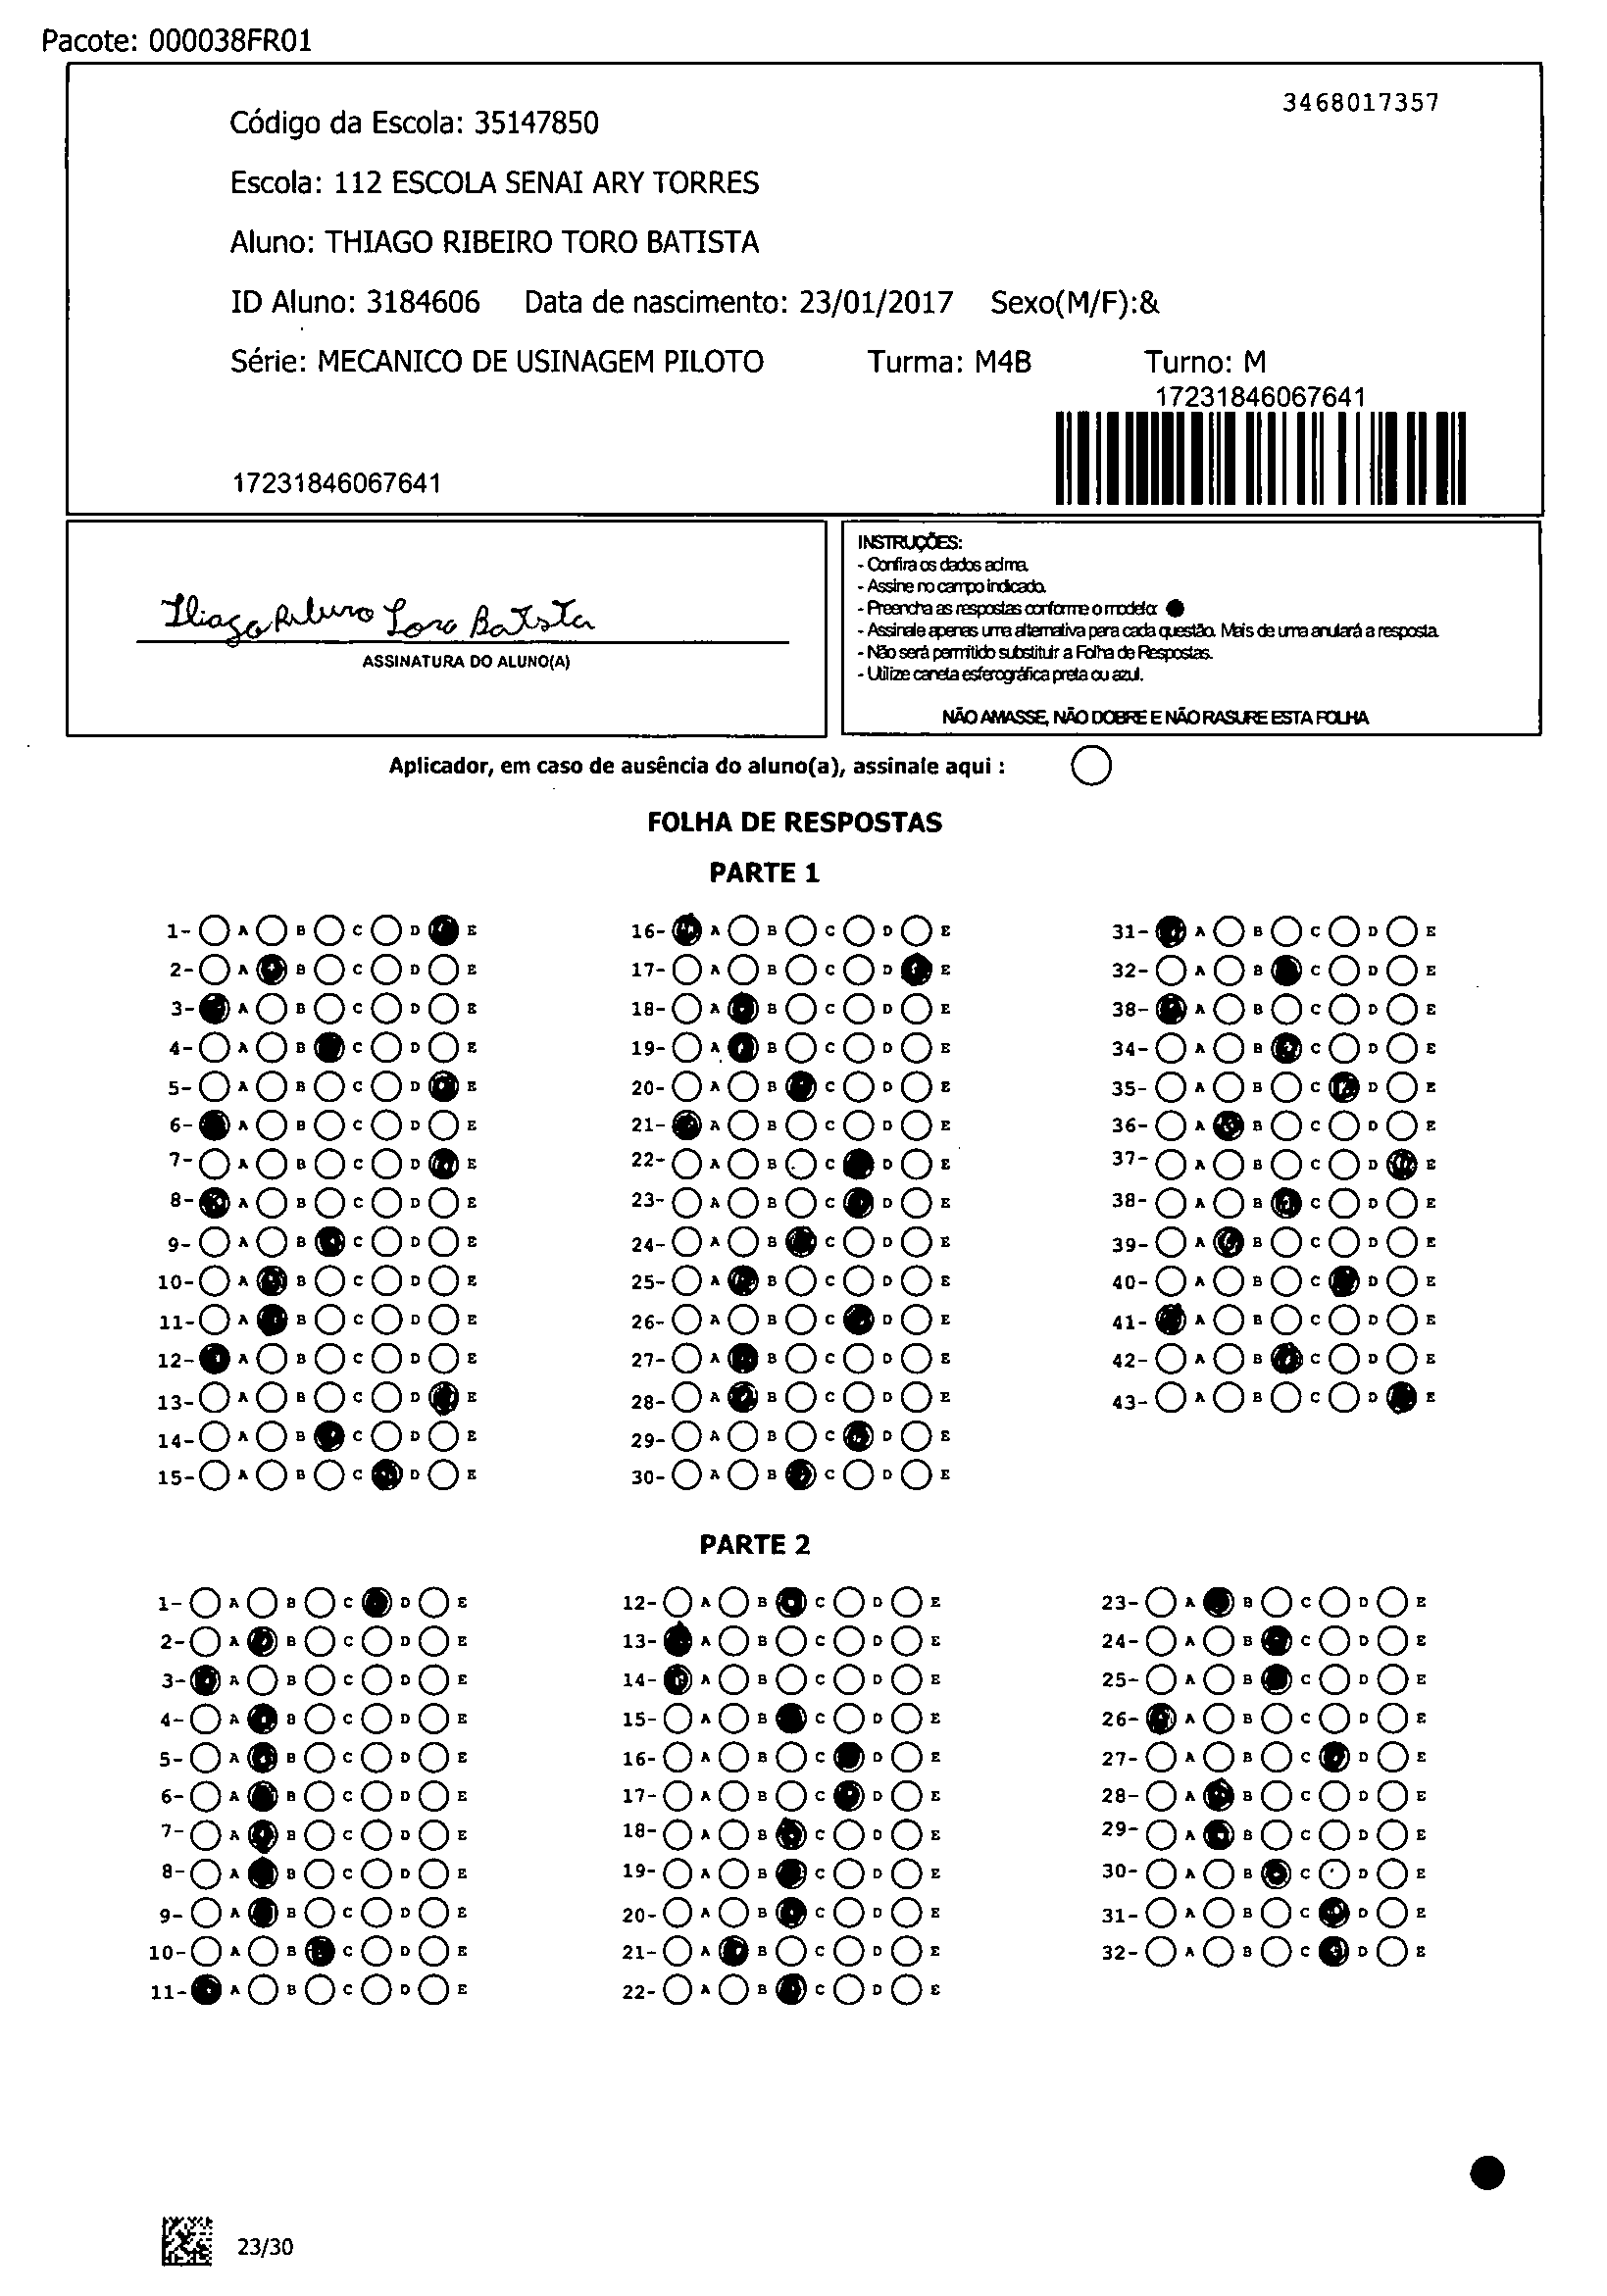 Pacote: 000038FR01
3468017357
Código da Escola: 35147850
Escola: 112 ESCOLA SENAI ARY TORRES
Aluno: THIAGO RIBEIRO TORO BATISTA
ID Aluno: 3184606 Data de nascimento: 23/01/2017 Sexo(M/F):&
Série: MECANICO DE USINAGEM PILOTO Turma: M4B Turno: M
17231846067641
17231846067641
Thiago Ribeiro Toro Batista
ASSINATURA DO ALUNO(A)
INSTRUÇÕES:
- Confira os dados acima.
- Assine no campo indicado.
- Preencha as respostas conforme o modelo:
- Assinale apenas uma alternativa para cada questão. Mais de uma anulará a resposta.
- Não será permitido substituir a Folha de Respostas.
- Utilize caneta esferográfica preta ou azul.
NÃO AMASSE, NÃO DOBRE E NÃO RASURE ESTA FOLHA
Aplicador, em caso de ausência do aluno(a), assinale aqui :
FOLHA DE RESPOSTAS
PARTE 1
1- A B C D E 16- A B C D E 31- A B C D E
2- A B C D E 17- A B C D E 32- A B C D E
3- A B C D E 18- A B C D E 38- A B C D E
4- A B C D E 19- A B C D E 34- A B C D E
5- A B C D E 20- A B C D E 35- A B C D E
6- A B C D E 21- A B C D E 36- A B C D E
7- A B C D E 22- A B C D E 37- A B C D E
8- A B C D E 23- A B C D E 38- A B C D E
9- A B C D E 24- A B C D E 39- A B C D E
10- A B C D E 25- A B C D E 40- A B C D E
11- A B C D E 26- A B C D E 41- A B C D E
12- A B C D E 27- A B C D E 42- A B C D E
13- A B C D E 28- A B C D E 43- A B C D E
14- A B C D E 29- A B C D E
15- A B C D E 30- A B C D E
PARTE 2
1- A B C D E 12- A B C D E 23- A B C D E
2- A B C D E 13- A B C D E 24- A B C D E
3- A B C D E 14- A B C D E 25- A B C D E
4- A B C D E 15- A B C D E 26- A B C D E
5- A B C D E 16- A B C D E 27- A B C D E
6- A B C D E 17- A B C D E 28- A B C D E
7- A B C D E 18- A B C D E 29- A B C D E
8- A B C D E 19- A B C D E 30- A B C D E
9- A B C D E 20- A B C D E 31- A B C D E
10- A B C D E 21- A B C D E 32- A B C D E
11- A B C D E 22- A B C D E
23/30